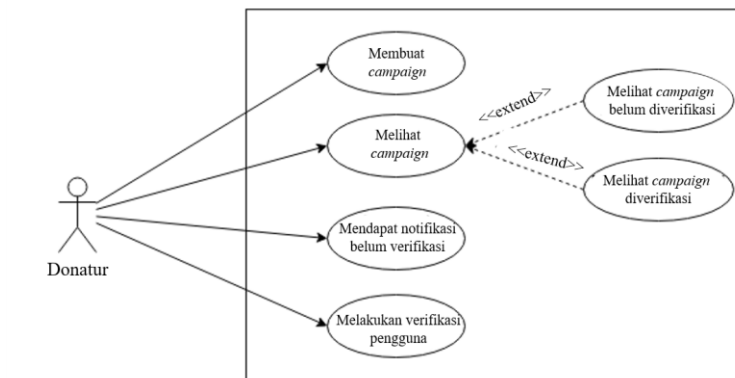 Membuat
campaign
Melihat
campaign
<<extend>>
<<extend>>
Melihat campaign
belum diverifikasi
Melihat campaign
diverifikasi
Mendapat notifikasi
belum verifikasi
Melakukan verifikasi
pengguna
Donatur